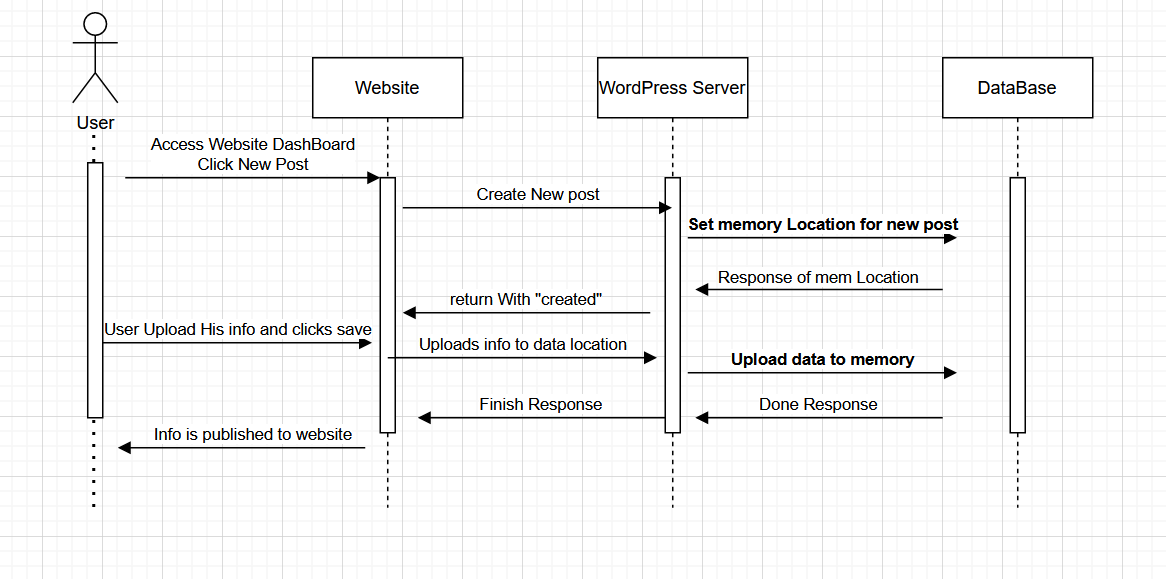 User
Website
WordPress Server
DataBase
Access Website DashBoard
Click New Post
Create New post
Set memory Location for new post
Response of mem Location
return With "created"
User Upload His info and clicks save
Uploads info to data location
Upload data to memory
Finish Response
Done Response
Info is published to website